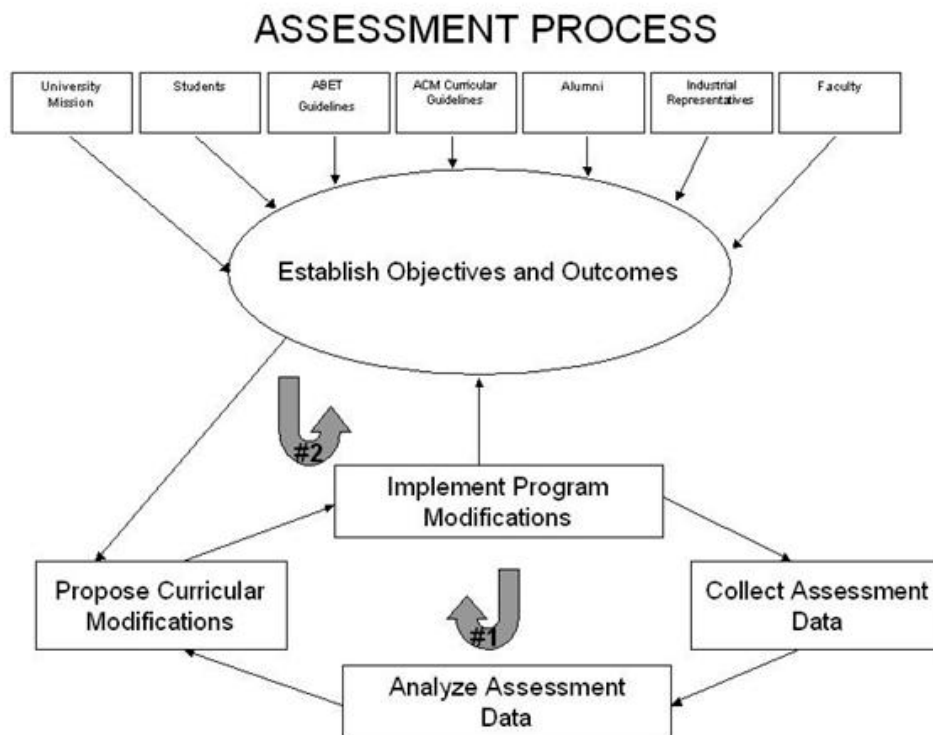 ASSESSMENT PROCESS
University
Mission
Students
ABET
Guidelines
ACM Curricular
Guidelines
Alumni
Industrial
Representatives
Faculty
Establish Objectives and Outcomes
#2
Implement Program
Modifications
Propose Curricular
Modifications
Collect Assessment
Data
#1
Analyze Assessment
Data